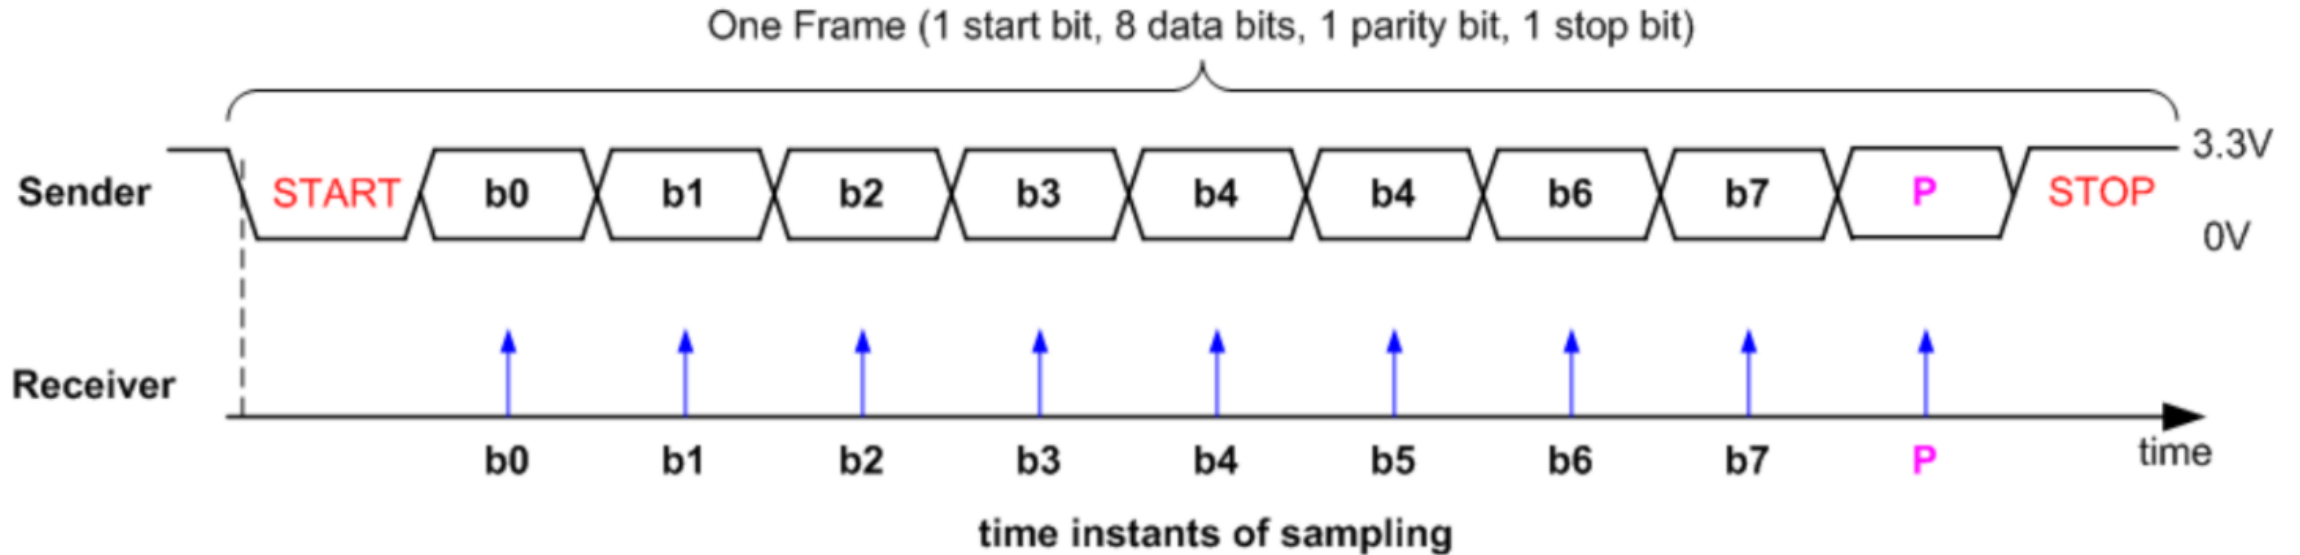 One Frame (1 start bit, 8 data bits, 1 parity bit, 1 stop bit)
3.3V
Sender START b0 b1 b2 b3 b4 b4 b6 b7 P STOP
0V
Receiver
b0 b1 b2 b3 b4 b5 b6 b7 P time
time instants of sampling